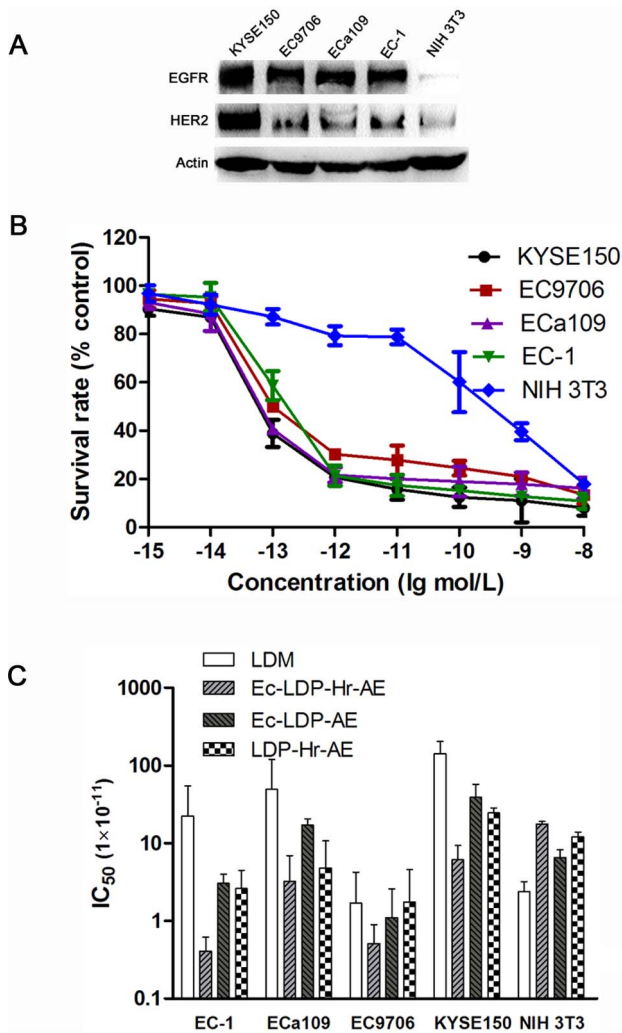 A
KYSE150 EC9706 ECa109 EC-1 NIH 3T3
EGFR
HER2
Actin
B
Survival rate (% control)
120
100
80
60
40
20
0
KYSE150
EC9706
ECa109
EC-1
NIH 3T3
-15 -14 -13 -12 -11 -10 -9 -8
Concentration (lg mol/L)
C
LDM
Ec-LDP-Hr-AE
Ec-LDP-AE
LDP-Hr-AE
IC50 (1×10-11)
1000
100
10
1
0.1
EC-1 ECa109 EC9706 KYSE150 NIH 3T3